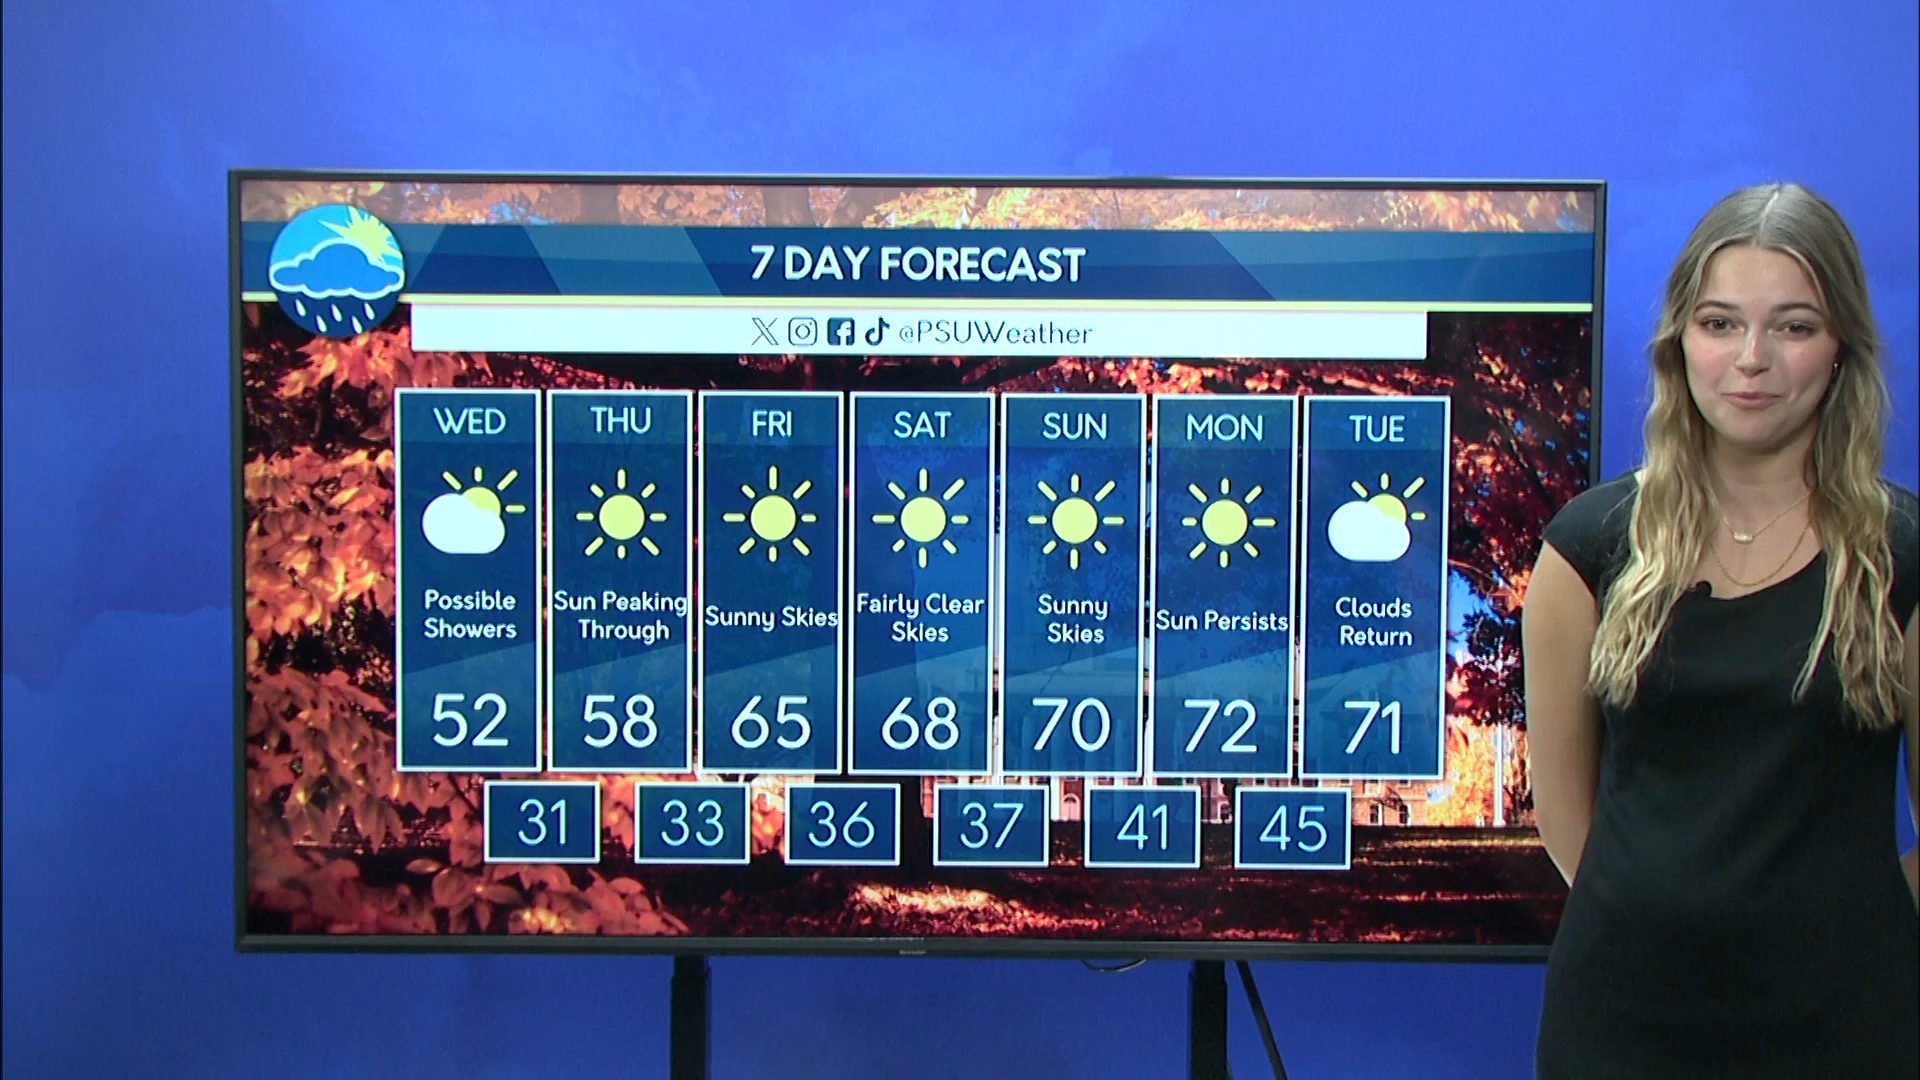 7 DAY FORECAST
@PSUWeather
WED
Possible
Showers
52
THU
Sun Peaking
Through
58
FRI
Sunny Skies
65
SAT
Fairly Clear
Skies
68
SUN
Sunny
Skies
70
MON
Sun Persists
72
TUE
Clouds
Return
71
31
33
36
37
41
45